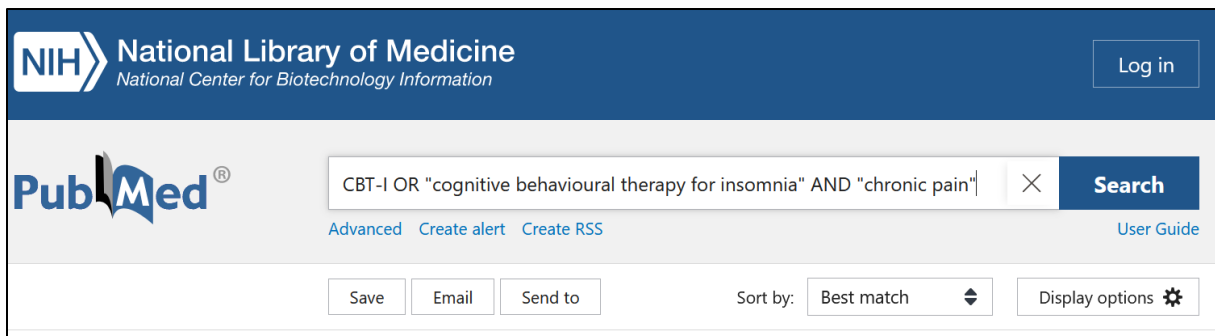 NIH National Library of Medicine
National Center for Biotechnology Information
Log in
PubMed®
CBT-I OR "cognitive behavioural therapy for insomnia" AND "chronic pain"
Search
Advanced Create alert Create RSS User Guide
Save Email Send to Sort by: Best match Display options